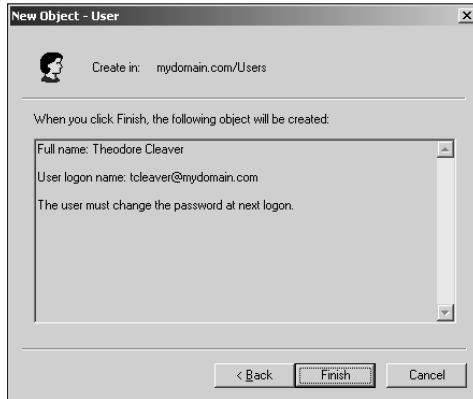 New Object - User
Create in: mydomain.com/Users
When you click Finish, the following object will be created:
Full name: Theodore Cleaver
User logon name: tcleaver@mydomain.com
The user must change the password at next logon.
< Back Finish Cancel